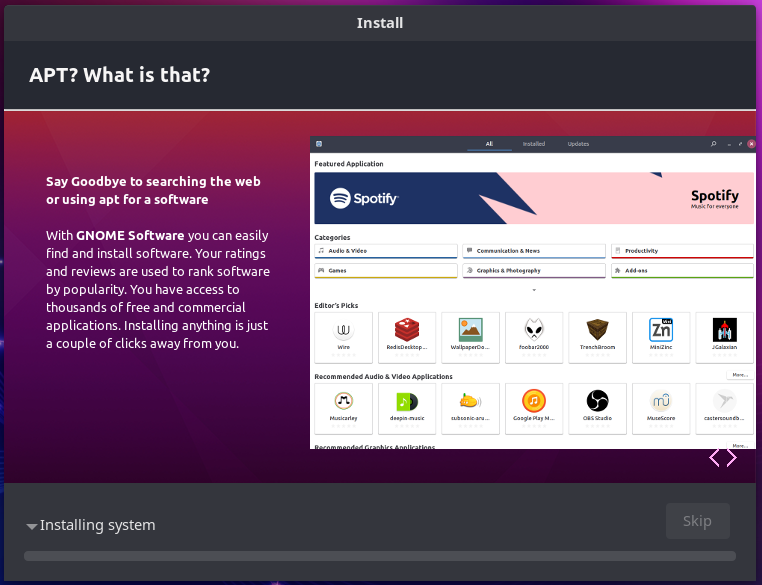 Install
APT? What is that?
Say Goodbye to searching the web
or using apt for a software
With GNOME Software you can easily
find and install software. Your ratings
and reviews are used to rank software
by popularity. You have access to
thousands of free and commercial
applications. Installing anything is just
a couple of clicks away from you.
All Installed Updates
Featured Application
Spotify
Spotify
Music for everyone
Categories
Audio & Video Communication & News Productivity
Games Graphics & Photography Add-ons
Editor's Picks
Zn
Wire RedisDesktop... WallpaperDo... foobar2000 TrenchBroom MiniZinc JGalaxian
Recommended Audio & Video Applications More...
Musicarley deepin-music subsonic-aru... Google Play M... OBS Studio MuseScore castersoundb...
Recommended Graphics Applications More...
Installing system
Skip